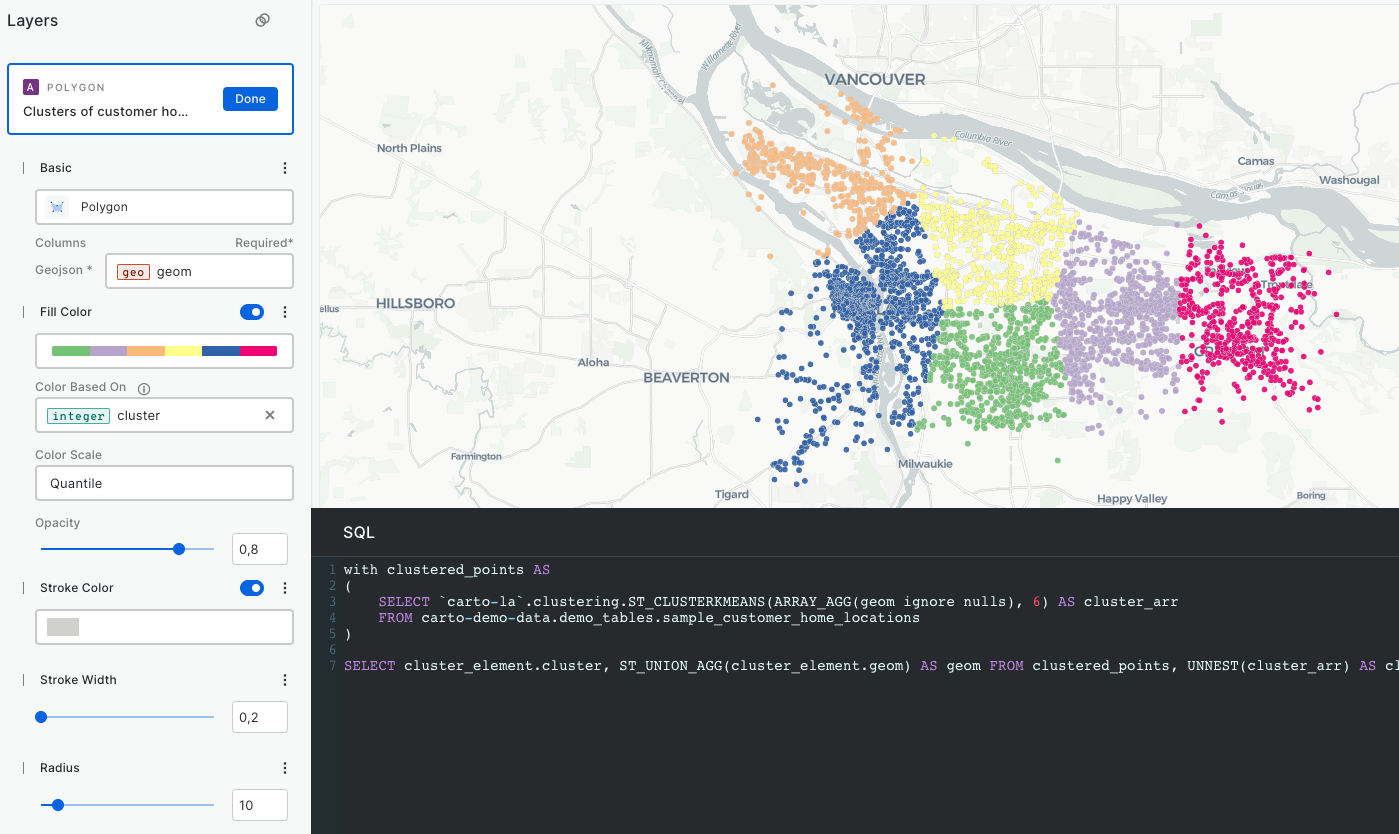 Layers
A POLYGON
Clusters of customer ho...
Done
Basic
Polygon
Columns
Required*
Geojson *
geo geom
Fill Color
Color Based On
integer cluster
Color Scale
Quantile
Opacity
0,8
Stroke Color
Stroke Width
0,2
Radius
10
Willamette River
VANCOUVER
Columbia River
North Plains
Camas
Washougal
HILLSBORO
elius
Aloha
BEAVERTON
Farmington
Milwaukie
Tigard
Happy Valley
Boring
SQL
1 with clustered_points AS
2 (
3 SELECT `carto-la`.clustering.ST_CLUSTERKMEANS(ARRAY_AGG(geom ignore nulls), 6) AS cluster_arr
4 FROM carto-demo-data.demo_tables.sample_customer_home_locations
5 )
6
7 SELECT cluster_element.cluster, ST_UNION_AGG(cluster_element.geom) AS geom FROM clustered_points, UNNEST(cluster_arr) AS cl